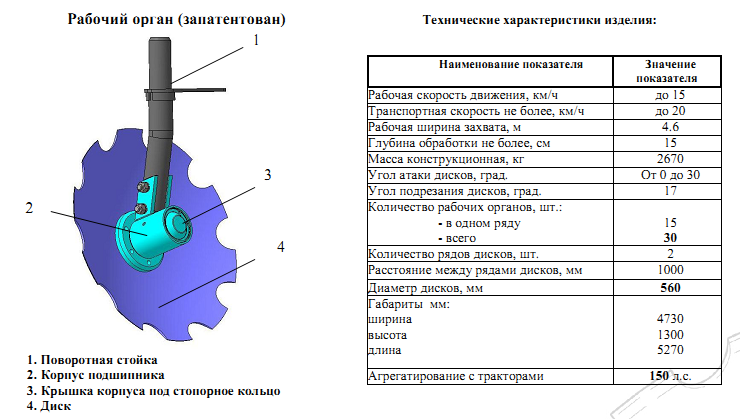 Рабочий орган (запатентован)
1
3
2
4
1. Поворотная стойка
2. Корпус подшипника
3. Крышка корпуса под стопорное кольцо
4. Диск
Технические характеристики изделия:
Наименование показателя Значение
показателя
Рабочая скорость движения, км/ч до 15
Транспортная скорость не более, км/ч до 20
Рабочая ширина захвата, м 4.6
Глубина обработки не более, см 15
Масса конструкционная, кг 2670
Угол атаки дисков, град. От 0 до 30
Угол подрезания дисков, град. 17
Количество рабочих органов, шт.:
- в одном ряду 15
- всего 30
Количество рядов дисков, шт. 2
Расстояние между рядами дисков, мм 1000
Диаметр дисков, мм 560
Габариты мм:
ширина 4730
высота 1300
длина 5270
Агрегатирование с тракторами 150 л.с.